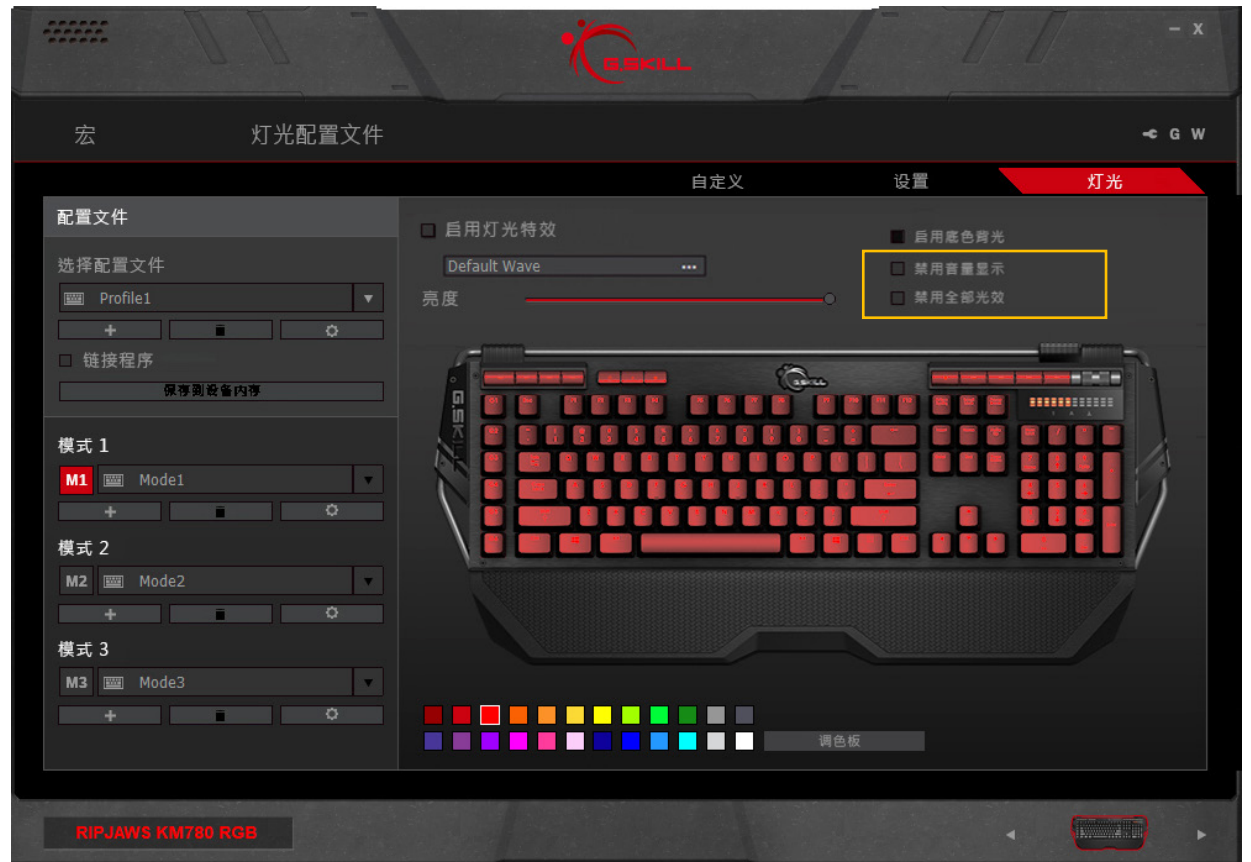 G.SKILL
– X
宏 灯光配置文件 G W
自定义 设置 灯光
配置文件
选择配置文件
Profile1
链接程序
保存到设备内存
模式 1
M1 Mode1
模式 2
M2 Mode2
模式 3
M3 Mode3
启用灯光特效
Default Wave ...
亮度
启用底色背光
禁用音量显示
禁用全部光效
G.SKILL
G.SKILL
调色板
RIPJAWS KM780 RGB